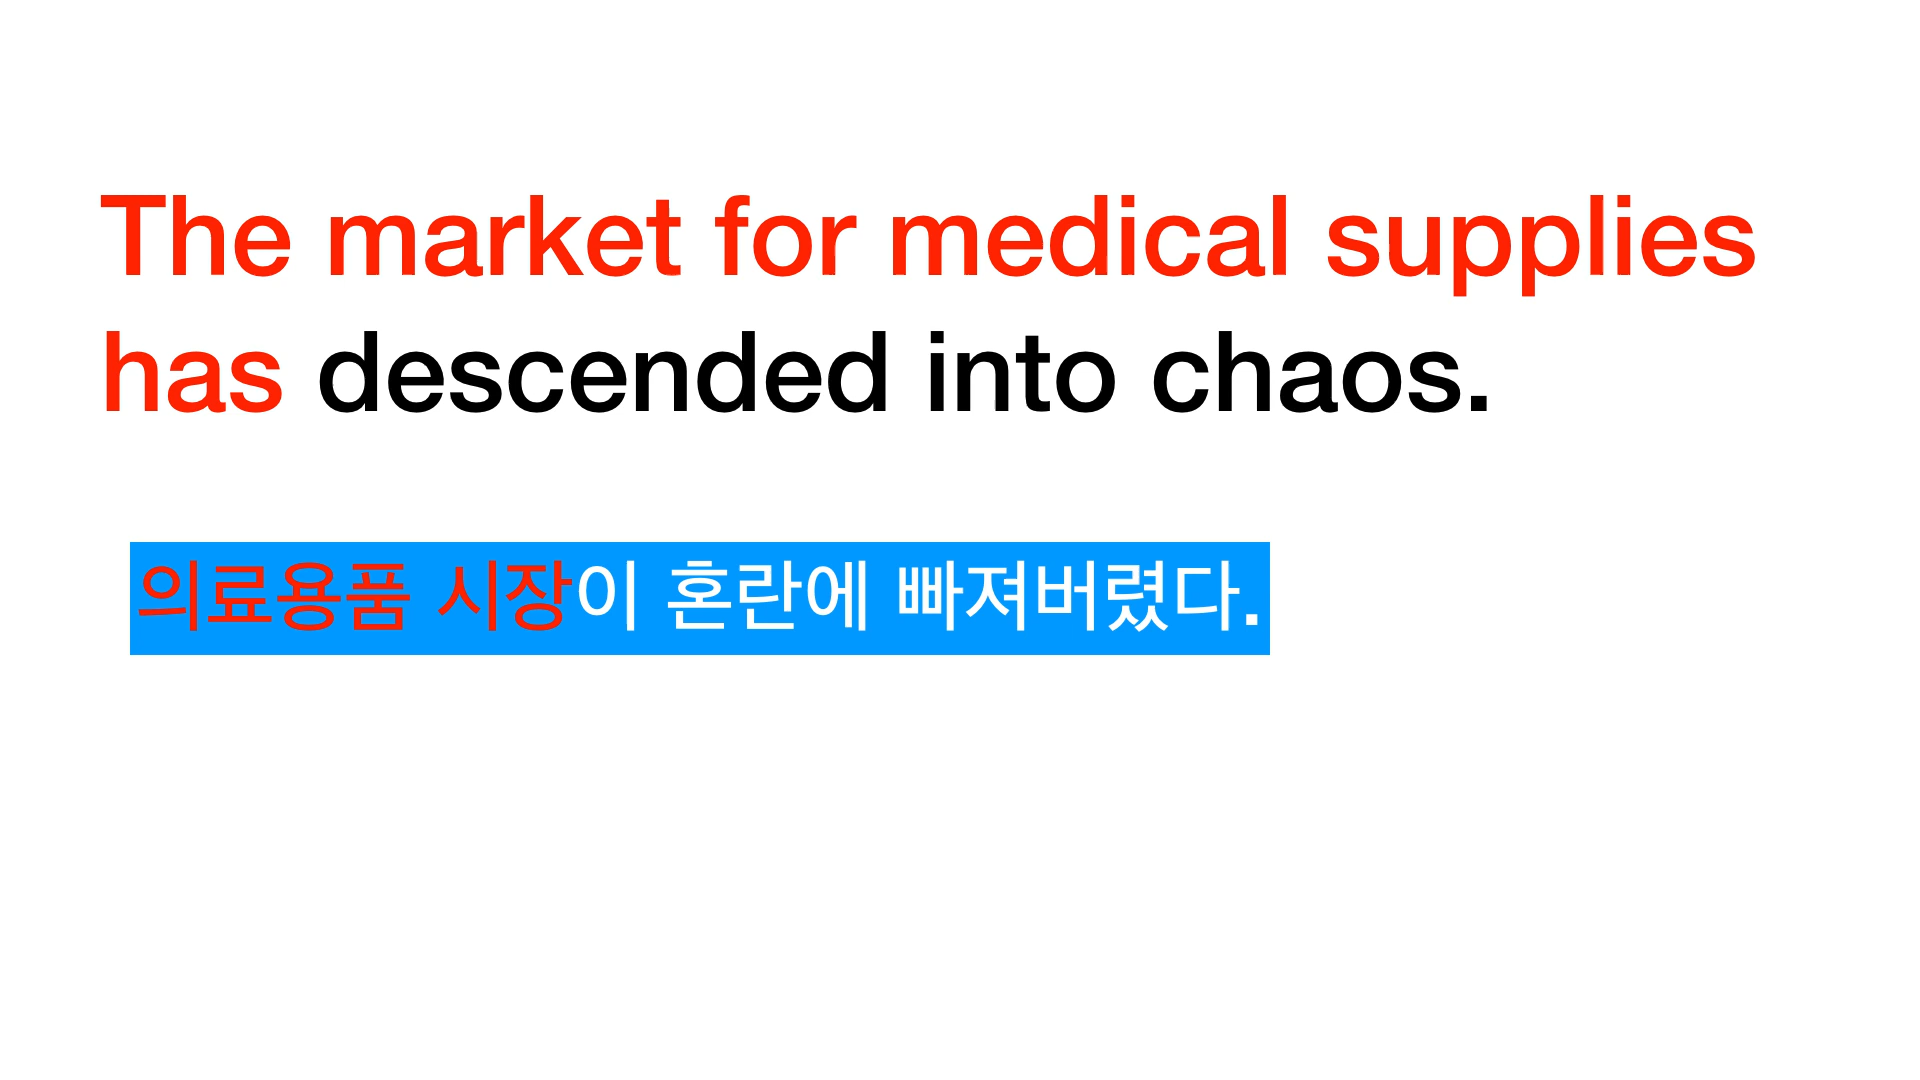 The market for medical supplies
has descended into chaos.
의료용품 시장이 혼란에 빠져버렸다.